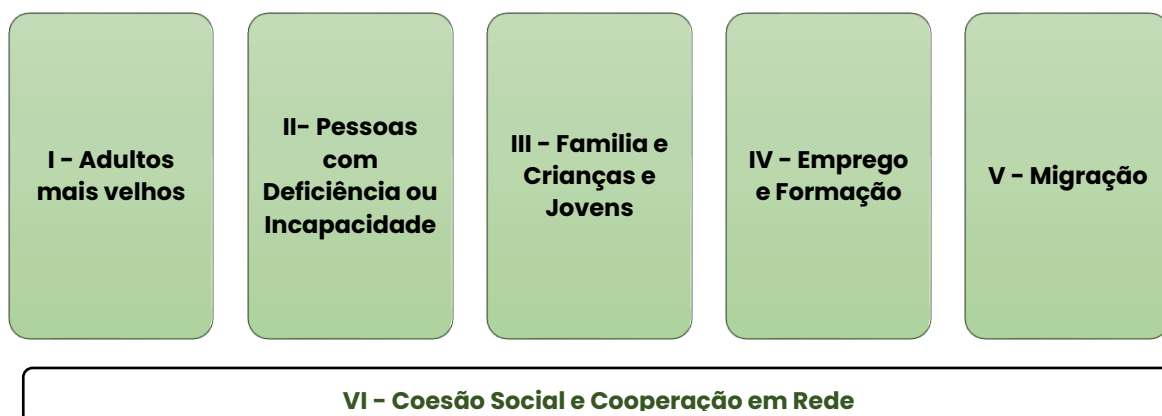 I - Adultos
mais velhos
II- Pessoas
com
Deficiência ou
Incapacidade
III - Familia e
Crianças e
Jovens
IV - Emprego
e Formação
V - Migração
VI - Coesão Social e Cooperação em Rede